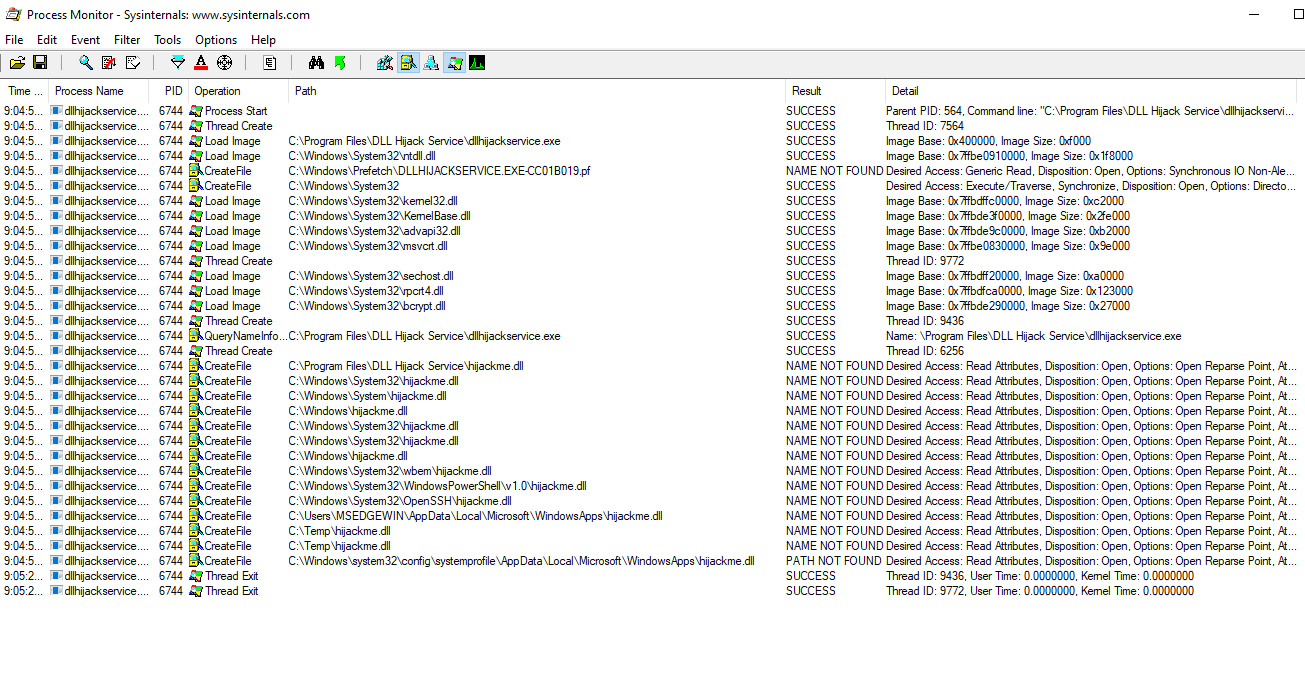 Process Monitor - Sysinternals: www.sysinternals.com
File Edit Event Filter Tools Options Help
Time ... Process Name PID Operation Path Result Detail
9:04:5... dllhijackservice.... 6744 Process Start SUCCESS Parent PID: 564, Command line: "C:\Program Files\DLL Hijack Service\dllhijackservi...
9:04:5... dllhijackservice.... 6744 Thread Create SUCCESS Thread ID: 7564
9:04:5... dllhijackservice.... 6744 Load Image C:\Program Files\DLL Hijack Service\dllhijackservice.exe SUCCESS Image Base: 0x400000, Image Size: 0xf000
9:04:5... dllhijackservice.... 6744 Load Image C:\Windows\System32\ntdll.dll SUCCESS Image Base: 0x7ffbe0910000, Image Size: 0x1f8000
9:04:5... dllhijackservice.... 6744 CreateFile C:\Windows\Prefetch\DLLHIJACKSERVICE.EXE-CC01B019.pf NAME NOT FOUND Desired Access: Generic Read, Disposition: Open, Options: Synchronous IO Non-Ale...
9:04:5... dllhijackservice.... 6744 CreateFile C:\Windows\System32 SUCCESS Desired Access: Execute/Traverse, Synchronize, Disposition: Open, Options: Directo...
9:04:5... dllhijackservice.... 6744 Load Image C:\Windows\System32\kernel32.dll SUCCESS Image Base: 0x7ffbdffc0000, Image Size: 0xc2000
9:04:5... dllhijackservice.... 6744 Load Image C:\Windows\System32\KernelBase.dll SUCCESS Image Base: 0x7ffbde3f0000, Image Size: 0x2fe000
9:04:5... dllhijackservice.... 6744 Load Image C:\Windows\System32\advapi32.dll SUCCESS Image Base: 0x7ffbde9c0000, Image Size: 0xb2000
9:04:5... dllhijackservice.... 6744 Load Image C:\Windows\System32\msvcrt.dll SUCCESS Image Base: 0x7ffbe0830000, Image Size: 0x9e000
9:04:5... dllhijackservice.... 6744 Thread Create SUCCESS Thread ID: 9772
9:04:5... dllhijackservice.... 6744 Load Image C:\Windows\System32\sechost.dll SUCCESS Image Base: 0x7ffbdff20000, Image Size: 0xa0000
9:04:5... dllhijackservice.... 6744 Load Image C:\Windows\System32\rpcrt4.dll SUCCESS Image Base: 0x7ffbdfca0000, Image Size: 0x123000
9:04:5... dllhijackservice.... 6744 Load Image C:\Windows\System32\bcrypt.dll SUCCESS Image Base: 0x7ffbde290000, Image Size: 0x27000
9:04:5... dllhijackservice.... 6744 Thread Create SUCCESS Thread ID: 9436
9:04:5... dllhijackservice.... 6744 QueryNameInfo... C:\Program Files\DLL Hijack Service\dllhijackservice.exe SUCCESS Name: \Program Files\DLL Hijack Service\dllhijackservice.exe
9:04:5... dllhijackservice.... 6744 Thread Create SUCCESS Thread ID: 6256
9:04:5... dllhijackservice.... 6744 CreateFile C:\Program Files\DLL Hijack Service\hijackme.dll NAME NOT FOUND Desired Access: Read Attributes, Disposition: Open, Options: Open Reparse Point, At...
9:04:5... dllhijackservice.... 6744 CreateFile C:\Windows\System32\hijackme.dll NAME NOT FOUND Desired Access: Read Attributes, Disposition: Open, Options: Open Reparse Point, At...
9:04:5... dllhijackservice.... 6744 CreateFile C:\Windows\System\hijackme.dll NAME NOT FOUND Desired Access: Read Attributes, Disposition: Open, Options: Open Reparse Point, At...
9:04:5... dllhijackservice.... 6744 CreateFile C:\Windows\hijackme.dll NAME NOT FOUND Desired Access: Read Attributes, Disposition: Open, Options: Open Reparse Point, At...
9:04:5... dllhijackservice.... 6744 CreateFile C:\Windows\System32\hijackme.dll NAME NOT FOUND Desired Access: Read Attributes, Disposition: Open, Options: Open Reparse Point, At...
9:04:5... dllhijackservice.... 6744 CreateFile C:\Windows\System32\hijackme.dll NAME NOT FOUND Desired Access: Read Attributes, Disposition: Open, Options: Open Reparse Point, At...
9:04:5... dllhijackservice.... 6744 CreateFile C:\Windows\hijackme.dll NAME NOT FOUND Desired Access: Read Attributes, Disposition: Open, Options: Open Reparse Point, At...
9:04:5... dllhijackservice.... 6744 CreateFile C:\Windows\System32\wbem\hijackme.dll NAME NOT FOUND Desired Access: Read Attributes, Disposition: Open, Options: Open Reparse Point, At...
9:04:5... dllhijackservice.... 6744 CreateFile C:\Windows\System32\WindowsPowerShell\v1.0\hijackme.dll NAME NOT FOUND Desired Access: Read Attributes, Disposition: Open, Options: Open Reparse Point, At...
9:04:5... dllhijackservice.... 6744 CreateFile C:\Windows\System32\OpenSSH\hijackme.dll NAME NOT FOUND Desired Access: Read Attributes, Disposition: Open, Options: Open Reparse Point, At...
9:04:5... dllhijackservice.... 6744 CreateFile C:\Users\MSEDGEWIN\AppData\Local\Microsoft\WindowsApps\hijackme.dll NAME NOT FOUND Desired Access: Read Attributes, Disposition: Open, Options: Open Reparse Point, At...
9:04:5... dllhijackservice.... 6744 CreateFile C:\Temp\hijackme.dll NAME NOT FOUND Desired Access: Read Attributes, Disposition: Open, Options: Open Reparse Point, At...
9:04:5... dllhijackservice.... 6744 CreateFile C:\Temp\hijackme.dll NAME NOT FOUND Desired Access: Read Attributes, Disposition: Open, Options: Open Reparse Point, At...
9:04:5... dllhijackservice.... 6744 CreateFile C:\Windows\system32\config\systemprofile\AppData\Local\Microsoft\WindowsApps\hijackme.dll PATH NOT FOUND Desired Access: Read Attributes, Disposition: Open, Options: Open Reparse Point, At...
9:05:2... dllhijackservice.... 6744 Thread Exit SUCCESS Thread ID: 9436, User Time: 0.0000000, Kernel Time: 0.0000000
9:05:2... dllhijackservice.... 6744 Thread Exit SUCCESS Thread ID: 9772, User Time: 0.0000000, Kernel Time: 0.0000000